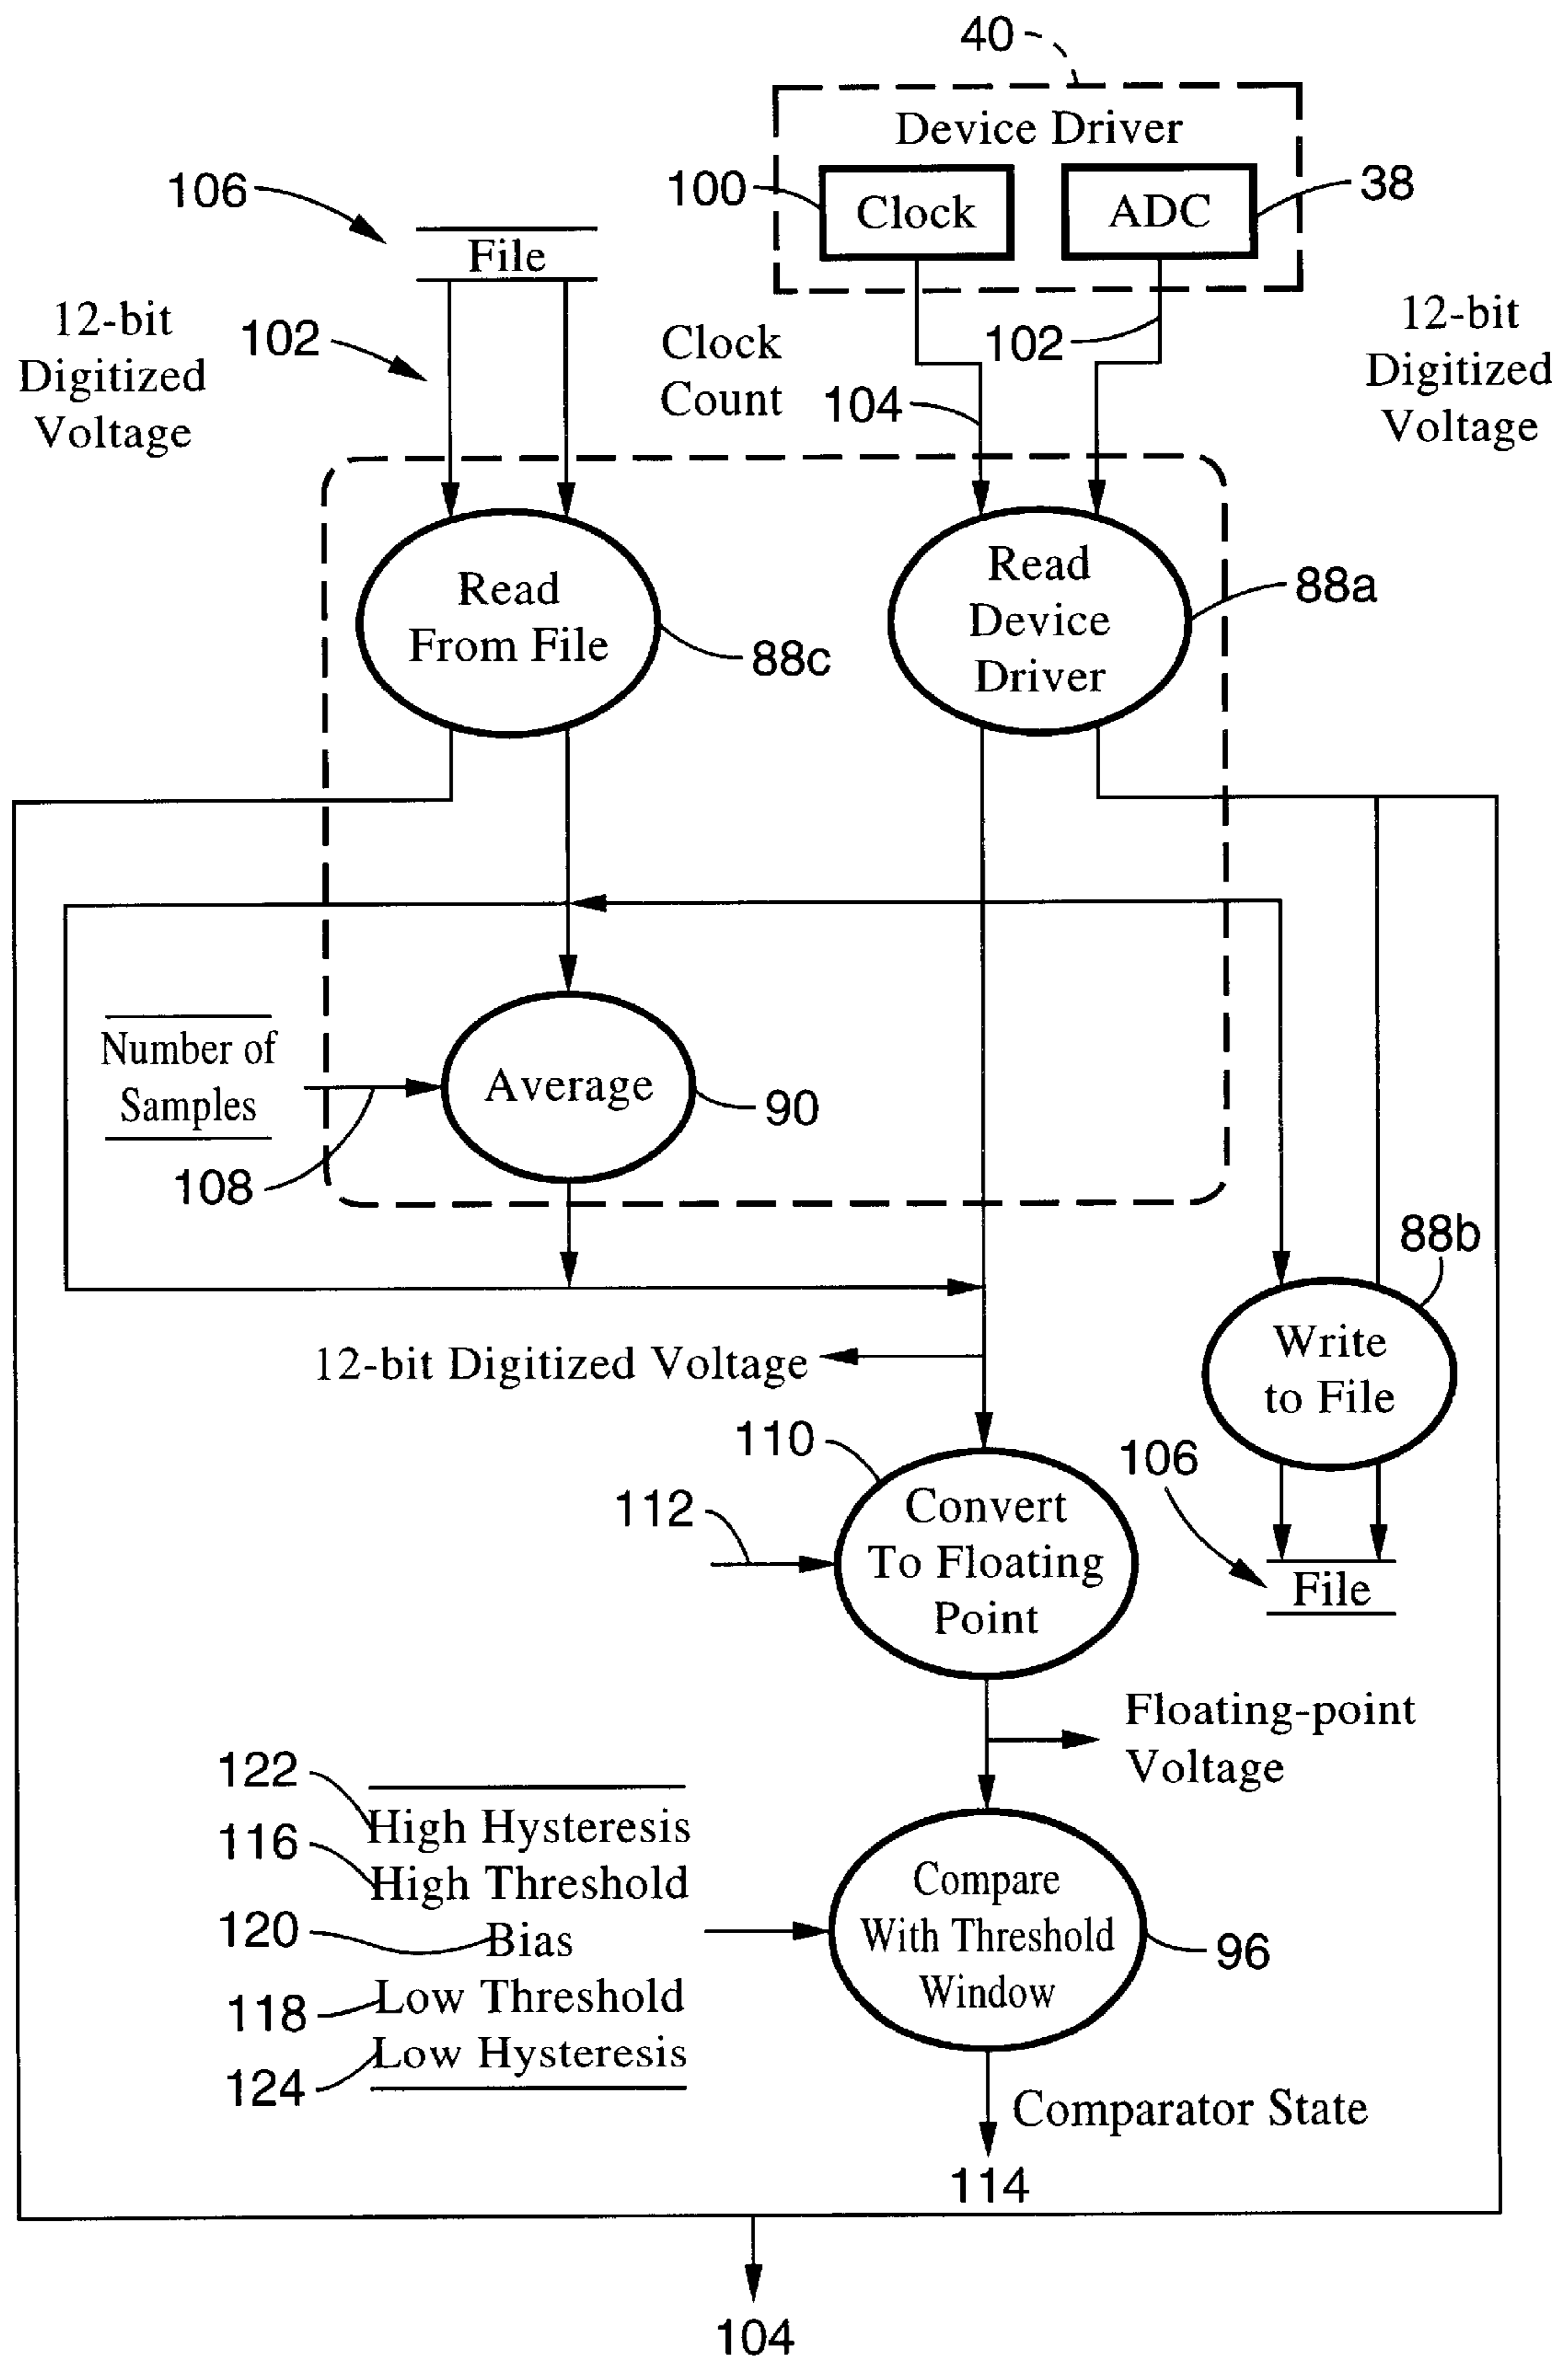 40
Device Driver
106
100
Clock
ADC
38
File
12-bit
Digitized
Voltage
102
Clock
Count
102
104
12-bit
Digitized
Voltage
Read
From File
88c
Read
Device
Driver
88a
Number of
Samples
108
Average
90
88b
Write
to File
12-bit Digitized Voltage
110
112
Convert
To Floating
Point
106
File
Floating-point
Voltage
122
High Hysteresis
116
High Threshold
120
Bias
118
Low Threshold
124
Low Hysteresis
Compare
With Threshold
Window
96
Comparator State
114
104